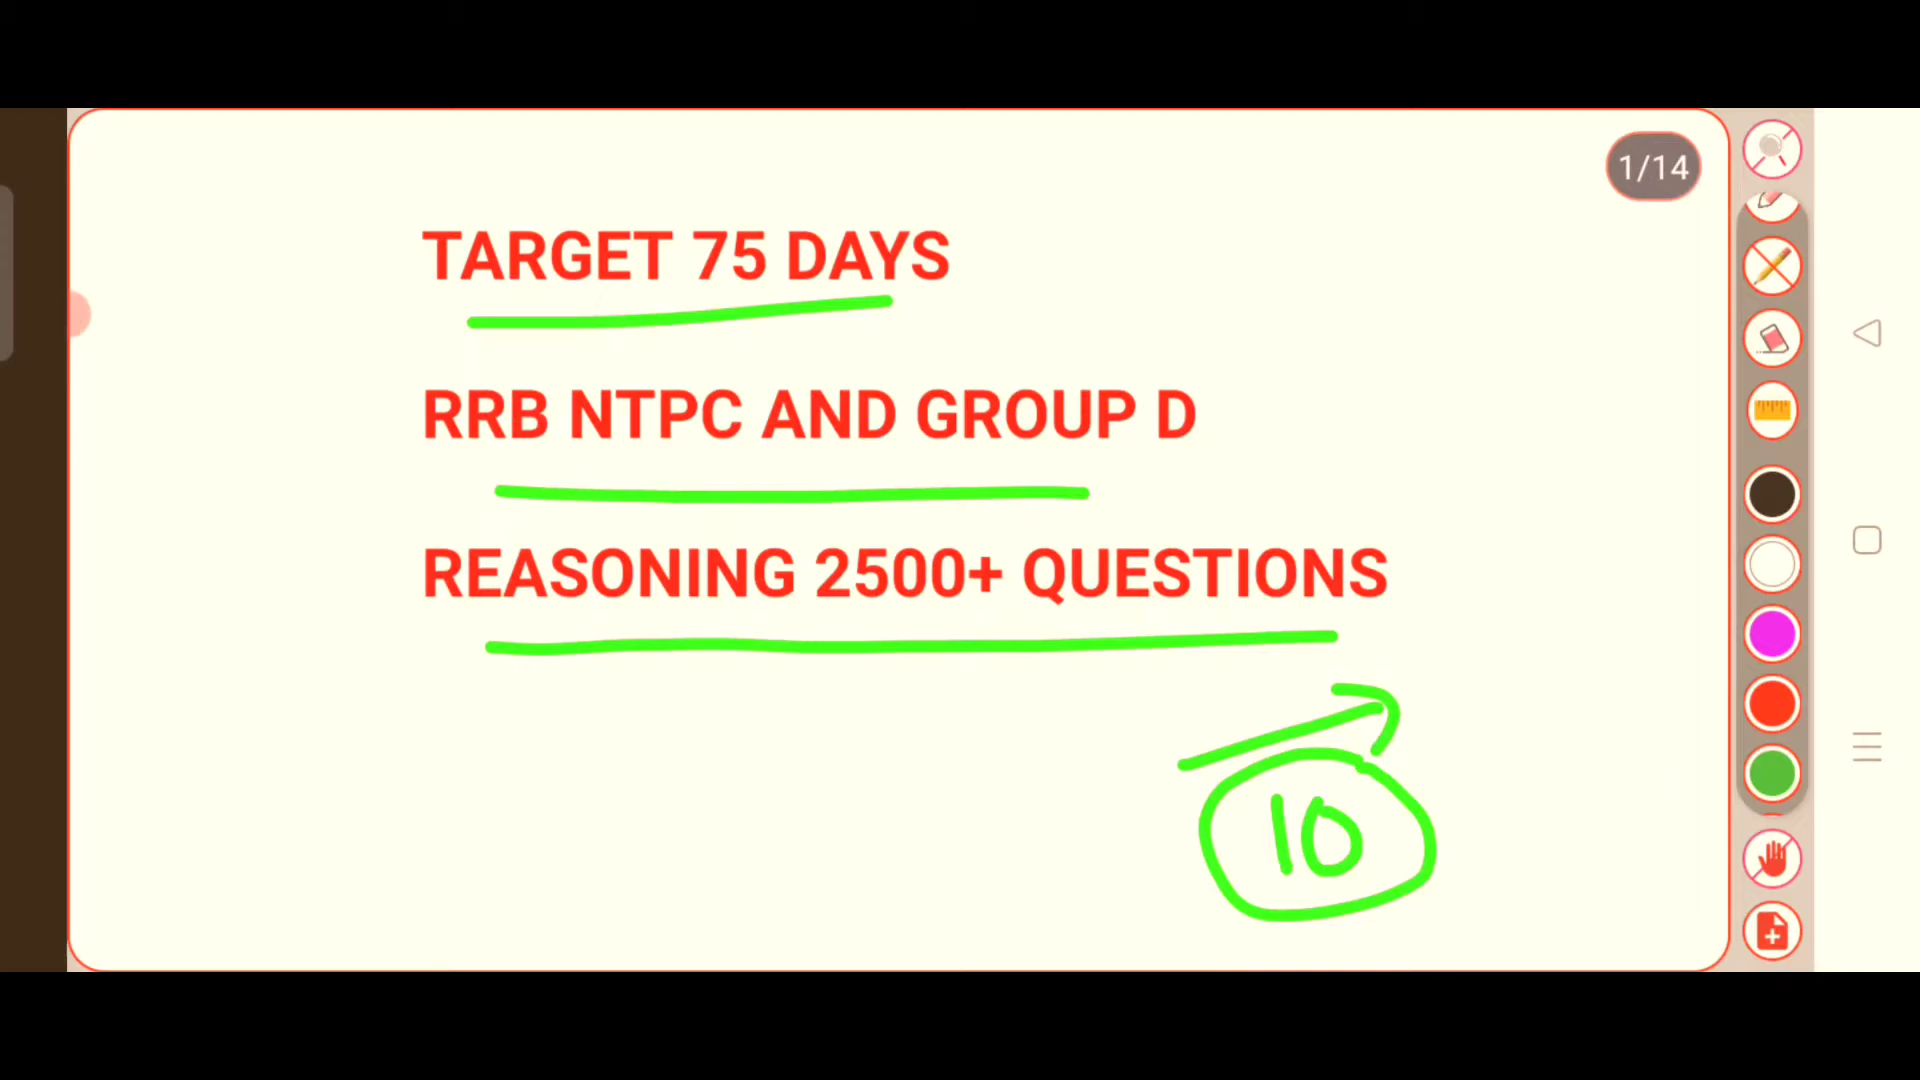 1/14
TARGET 75 DAYS
RRB NTPC AND GROUP D
REASONING 2500+ QUESTIONS
10